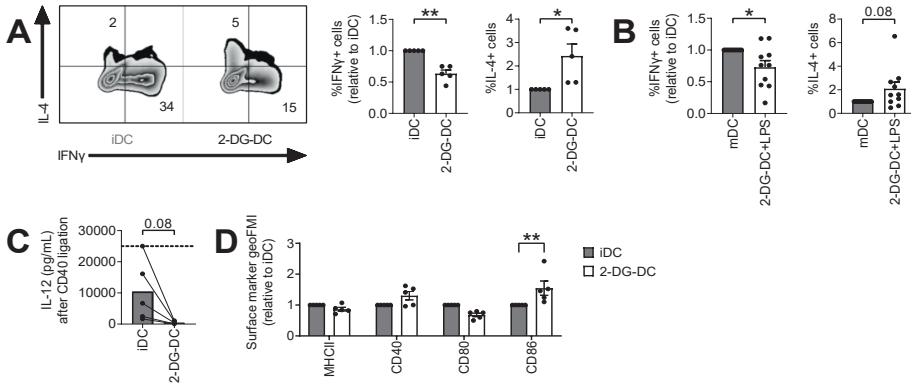 A
IL-4
2
34
5
15
iDC
2-DG-DC
IFNγ
%IFNγ+ cells
(relative to iDC)
1.5
1.0
0.5
0.0
**
iDC
2-DG-DC
%IL-4+ cells
4
3
2
1
0
*
iDC
2-DG-DC
B
%IFNγ+ cells
(relative to iDC)
1.5
1.0
0.5
0.0
*
mDC
2-DG-DC+LPS
%IL-4+ cells
8
6
4
2
0
0.08
mDC
2-DG-DC+LPS
C
IL-12 (pg/mL)
after CD40 ligation
30000
20000
10000
0
0.08
iDC
2-DG-DC
D
Surface marker geoFMI
(relative to iDC)
3
2
1
0
**
MHCII
CD40
CD80
CD86
iDC
2-DG-DC